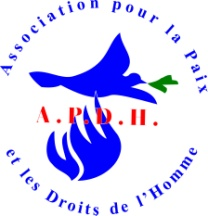 Association pour la Paix
A.P.D.H.
et les Droits de l'Homme